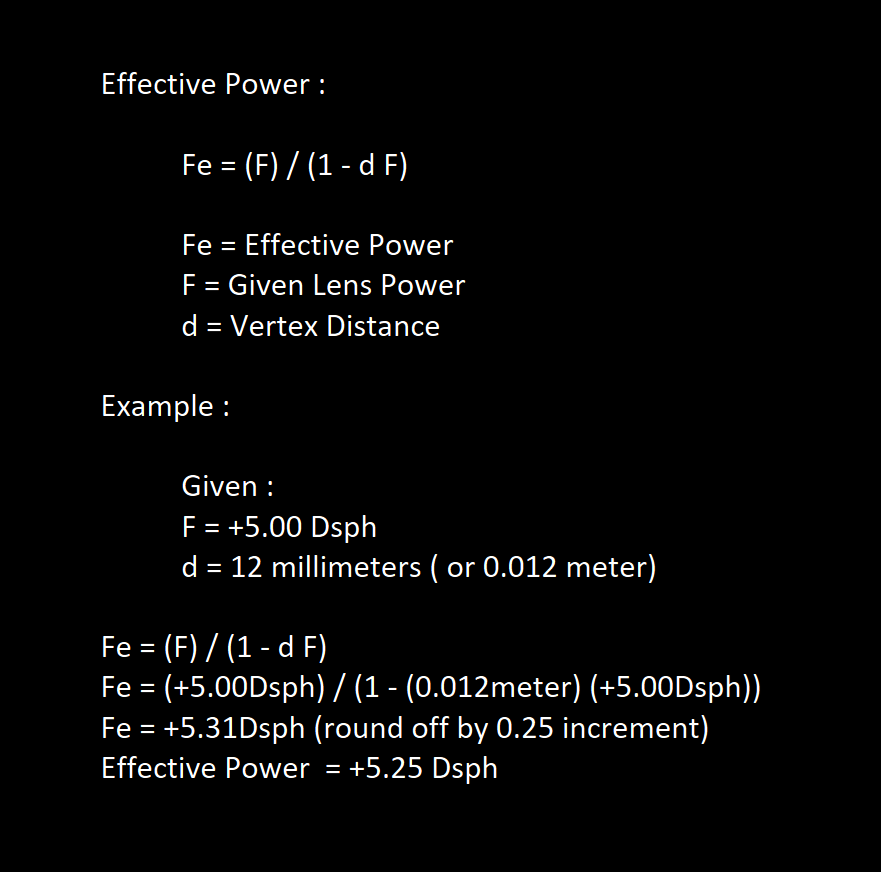 Effective Power :
Fe = (F) / (1 - d F)
Fe = Effective Power
F = Given Lens Power
d = Vertex Distance
Example :
Given :
F = +5.00 Dsph
d = 12 millimeters ( or 0.012 meter)
Fe = (F) / (1 - d F)
Fe = (+5.00Dsph) / (1 - (0.012meter) (+5.00Dsph))
Fe = +5.31Dsph (round off by 0.25 increment)
Effective Power  = +5.25 Dsph